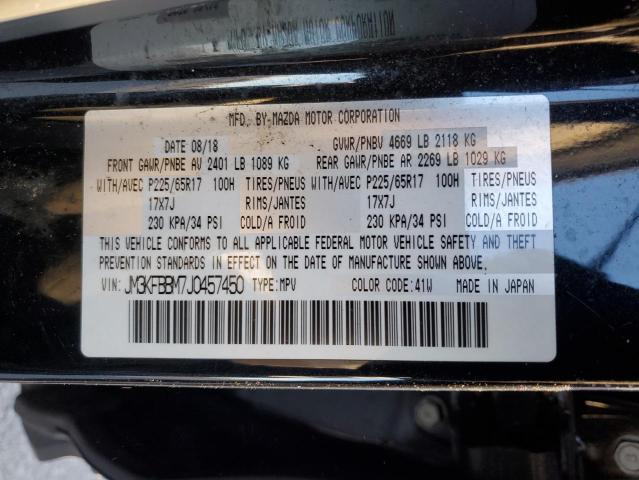 MFD. BY MAZDA MOTOR CORPORATION
DATE 08/18 GVWR/PNBV 4669 LB 2118 KG
FRONT GAWR/PNBE AV 2401 LB 1089 KG REAR GAWR/PNBE AR 2269 LB 1029 KG
WITH/AVEC P225/65R17 100H TIRES/PNEUS WITH/AVEC P225/65R17 100H TIRES/PNEUS
17X7J RIMS/JANTES 17X7J RIMS/JANTES
230 KPA/34 PSI COLD/A FROID 230 KPA/34 PSI COLD/A FROID
THIS VEHICLE CONFORMS TO ALL APPLICABLE FEDERAL MOTOR VEHICLE SAFETY AND THEFT
PREVENTION STANDARDS IN EFFECT ON THE DATE OF MANUFACTURE SHOWN ABOVE.
VIN: JM3KFBBM7J0457450 TYPE:MPV COLOR CODE:41W MADE IN JAPAN